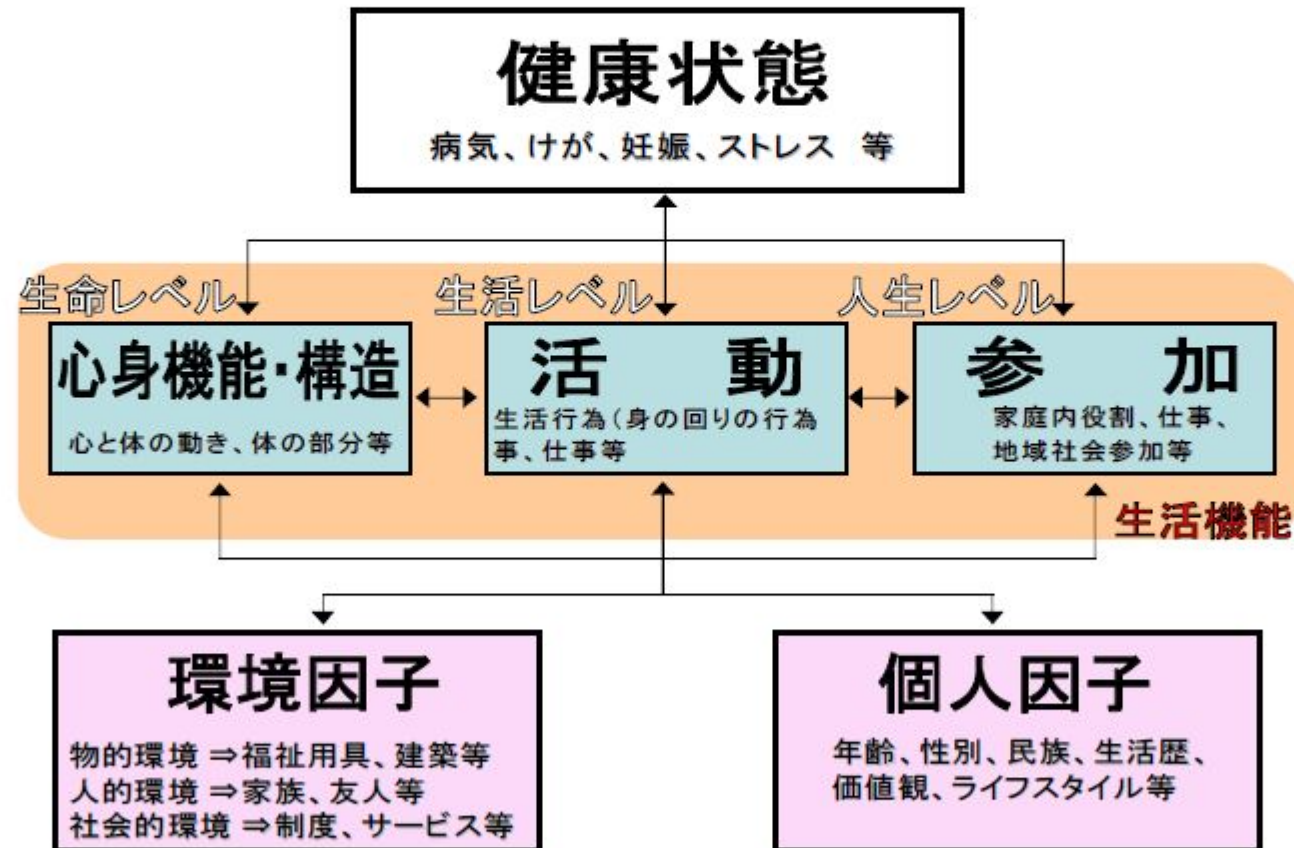 健康状態
病気、けが、妊娠、ストレス 等
生命レベル
生活レベル
人生レベル
心身機能・構造
心と体の動き、体の部分等
活 動
生活行為(身の回りの行為
事、仕事等
参 加
家庭内役割、仕事、
地域社会参加等
生活機能
環境因子
物的環境 ⇒福祉用具、建築等
人的環境 ⇒家族、友人等
社会的環境 ⇒制度、サービス等
個人因子
年齢、性別、民族、生活歴、
価値観、ライフスタイル等